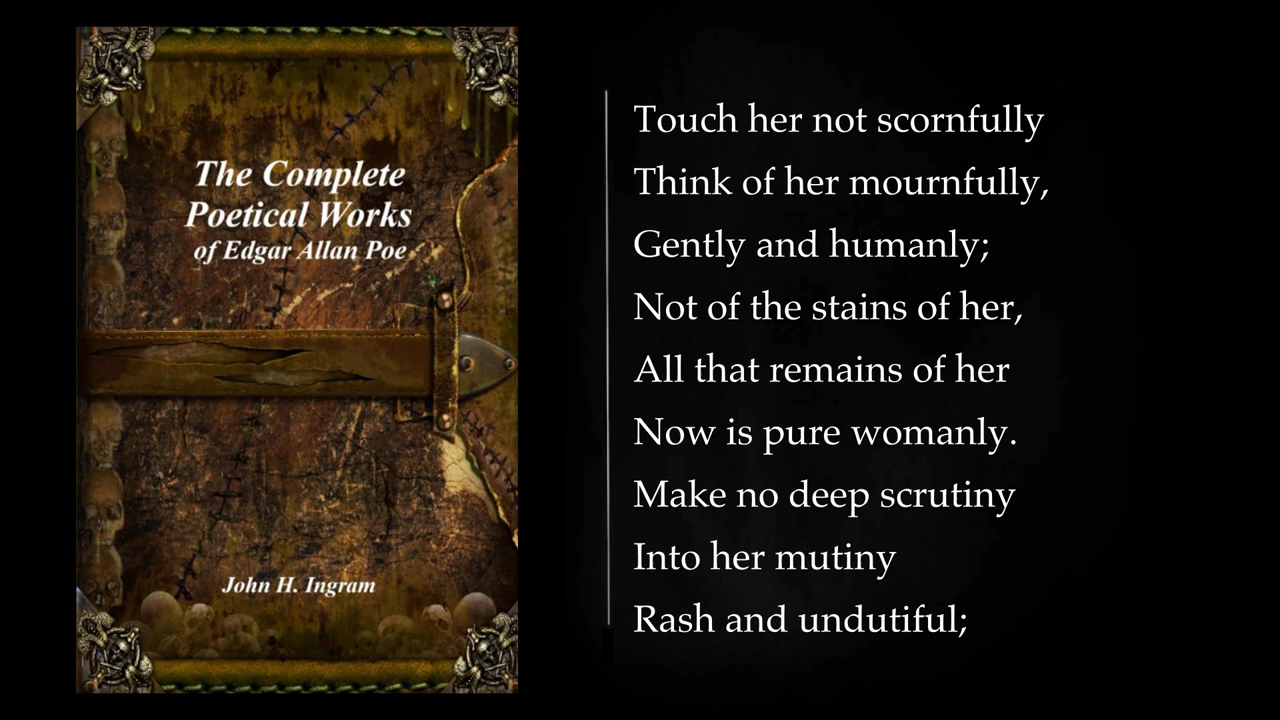 The Complete
Poetical Works
of Edgar Allan Poe
John H. Ingram
Touch her not scornfully
Think of her mournfully,
Gently and humanly;
Not of the stains of her,
All that remains of her
Now is pure womanly.
Make no deep scrutiny
Into her mutiny
Rash and undutiful;